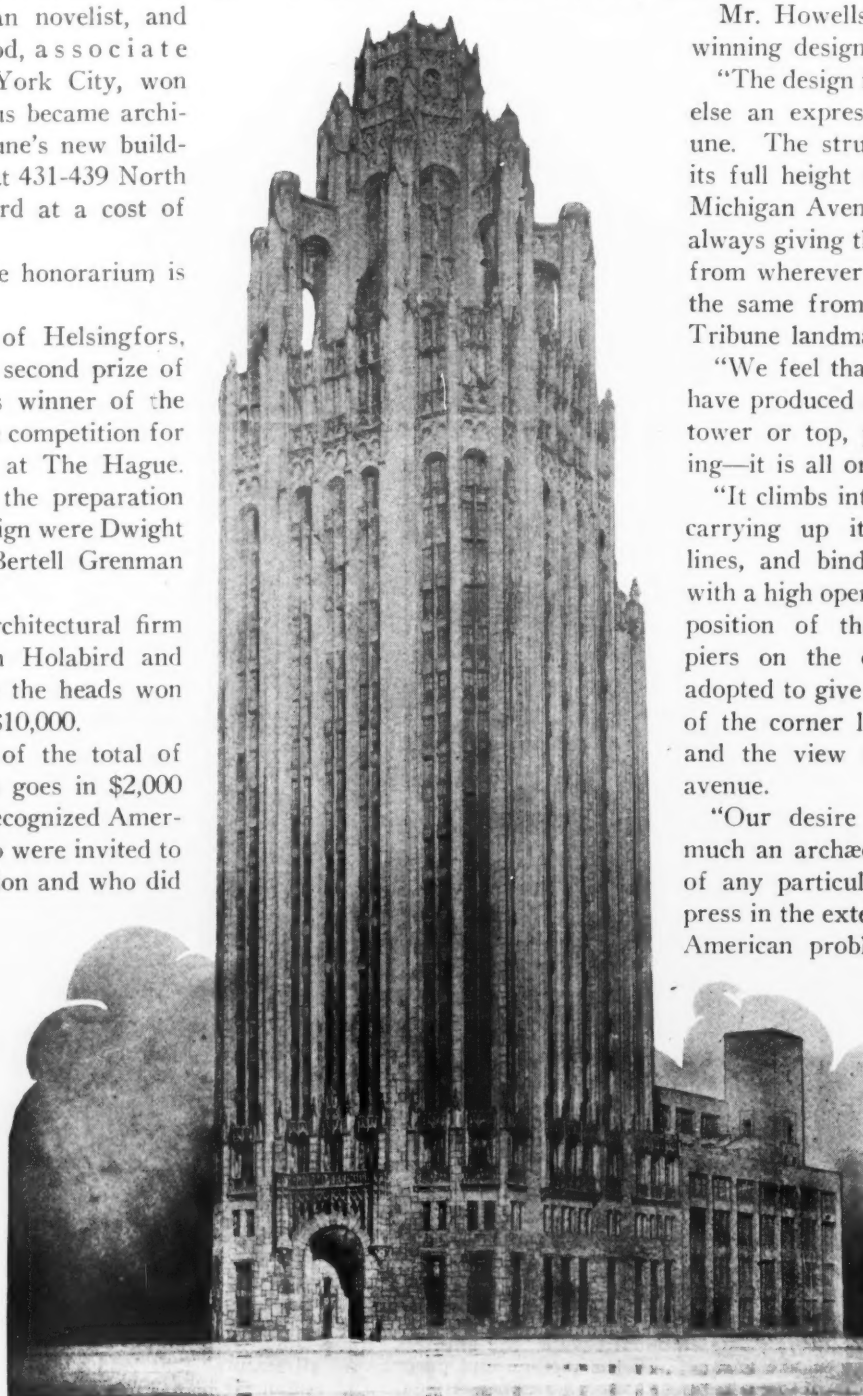 an novelist, and
od, associate
York City, won
us became archi-
une's new build-
at 431-439 North
rd at a cost of
e honorarium is
of Helsingfors,
second prize of
s winner of the
competition for
at The Hague.
the preparation
ign were Dwight
Bertell Grenman
rchitectural firm
n Holabird and
the heads won
$10,000.
of the total of
goes in $2,000
ecognized Amer-
o were invited to
on and who did
Mr. Howells
winning design
"The design
else an expres
une. The stru
its full height
Michigan Aven
always giving t
from wherever
the same from
Tribune landma
"We feel tha
have produced
tower or top,
ing—it is all o
"It climbs int
carrying up it
lines, and bind
with a high oper
position of th
piers on the
adopted to give
of the corner l
and the view
avenue.
"Our desire
much an archæ
of any particul
press in the exte
American probl